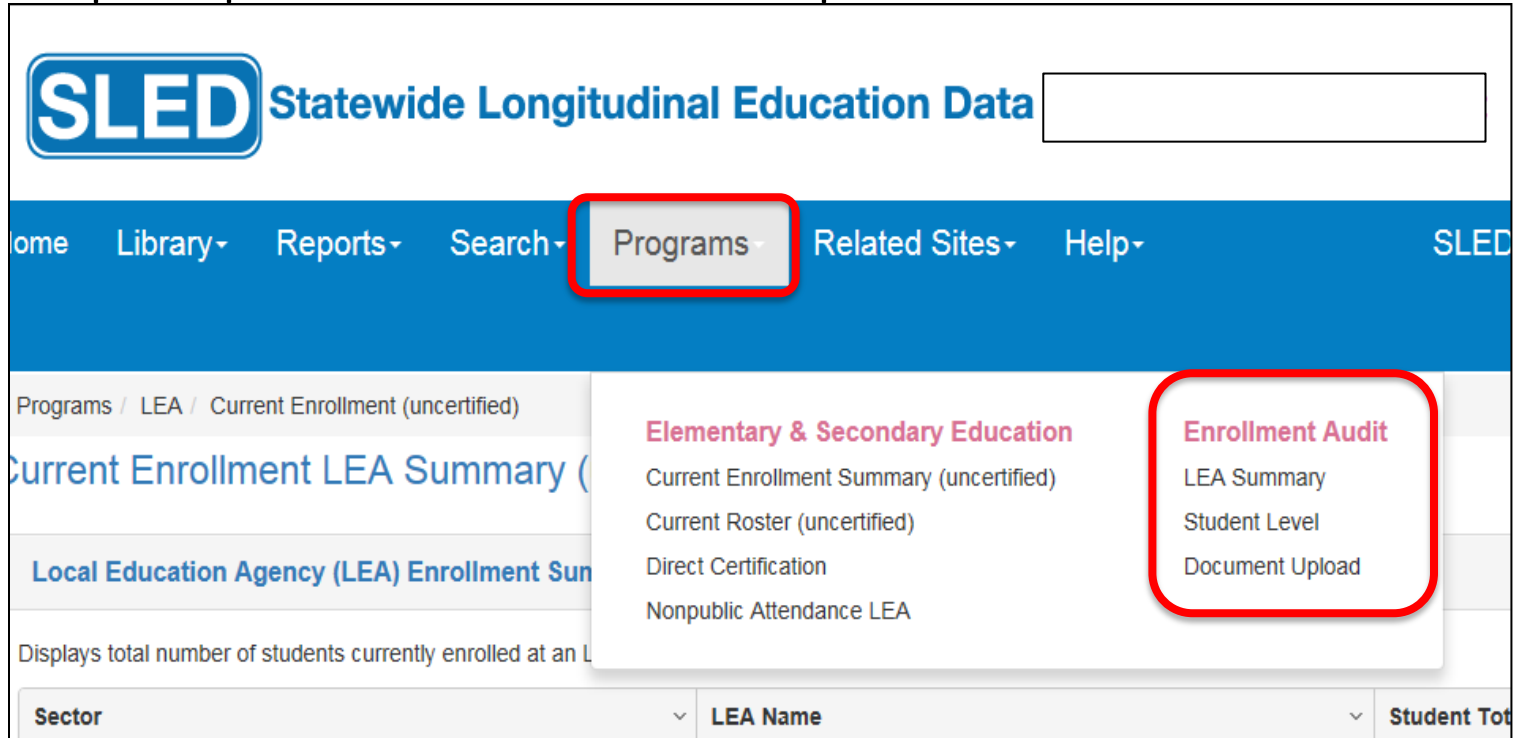 SLED Statewide Longitudinal Education Data
Library Reports Search Programs Related Sites Help SLED
Programs / LEA / Current Enrollment (uncertified)
Current Enrollment LEA Summary (
Local Education Agency (LEA) Enrollment Sum
Displays total number of students currently enrolled at an L
Elementary & Secondary Education
Current Enrollment Summary (uncertified)
Current Roster (uncertified)
Direct Certification
Nonpublic Attendance LEA
Enrollment Audit
LEA Summary
Student Level
Document Upload
Sector LEA Name Student Tot